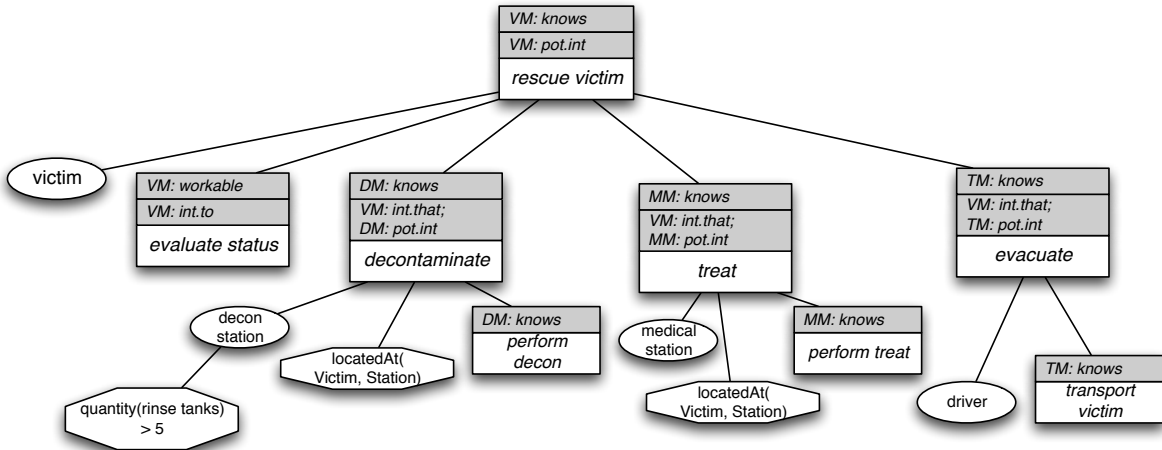 VM: knows
VM: pot.int
rescue victim
victim
VM: workable
VM: int.to
evaluate status
DM: knows
VM: int.that;
DM: pot.int
decontaminate
MM: knows
VM: int.that;
MM: pot.int
treat
TM: knows
VM: int.that;
TM: pot.int
evacuate
decon
station
locatedAt(
Victim, Station)
DM: knows
perform
decon
medical
station
MM: knows
perform treat
quantity(rinse tanks)
> 5
locatedAt(
Victim, Station)
driver
TM: knows
transport
victim